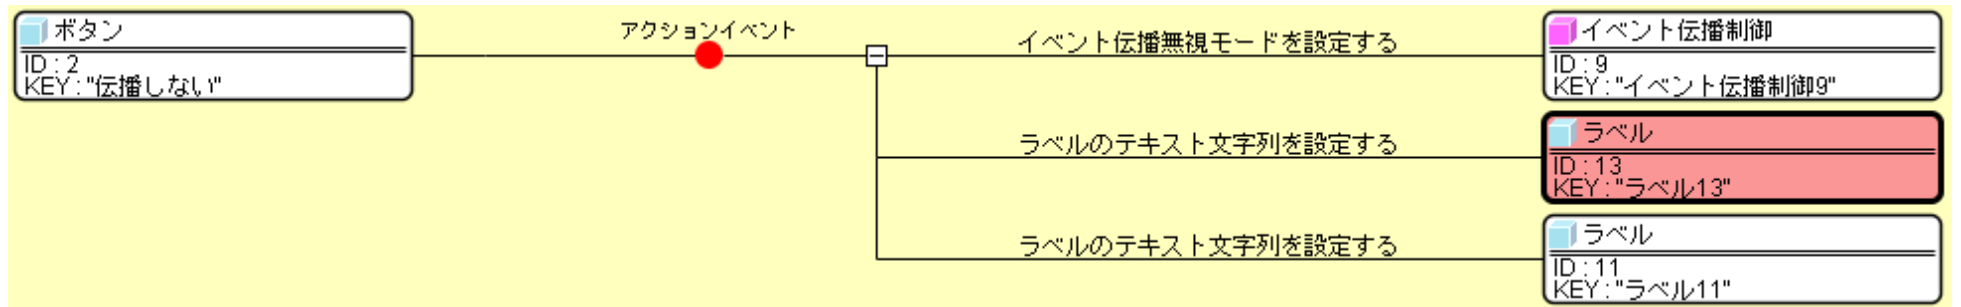 ボタン
ID : 2
KEY : "伝播しない"
アクションイベント
イベント伝播無視モードを設定する
イベント伝播制御
ID : 9
KEY : "イベント伝播制御9"
ラベルのテキスト文字列を設定する
ラベル
ID : 13
KEY : "ラベル13"
ラベルのテキスト文字列を設定する
ラベル
ID : 11
KEY : "ラベル11"